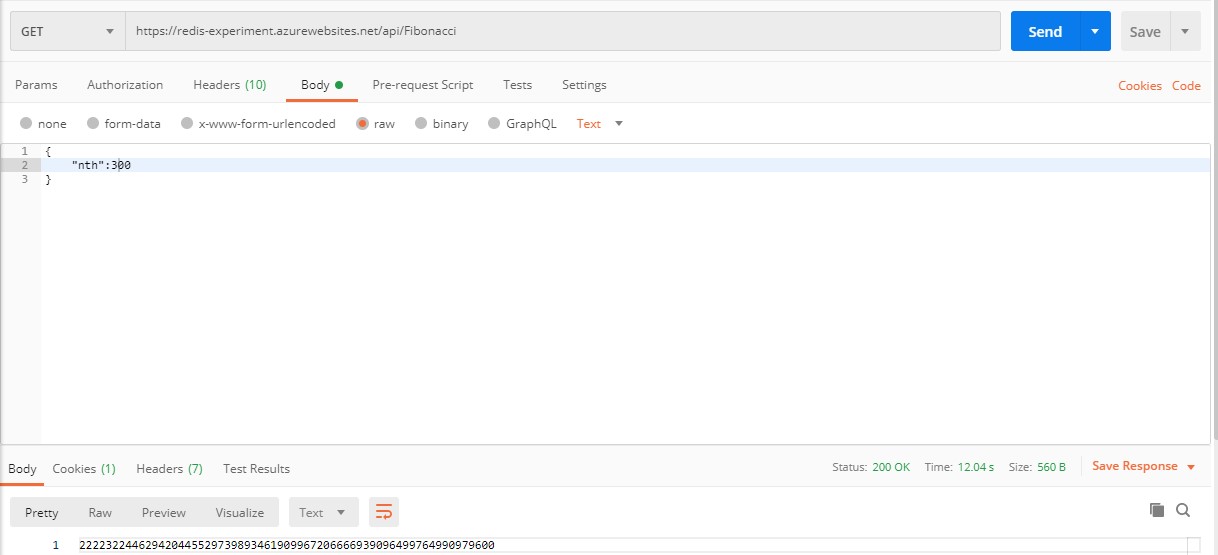 GET https://redis-experiment.azurewebsites.net/api/Fibonacci Send Save
Params Authorization Headers (10) Body Pre-request Script Tests Settings Cookies Code
none form-data x-www-form-urlencoded raw binary GraphQL Text
1 {
2 "nth":300
3 }
Body Cookies (1) Headers (7) Test Results Status: 200 OK Time: 12.04 s Size: 560 B Save Response
Pretty Raw Preview Visualize Text
1 222232244629420445529739893461909967206666939096499764990979600